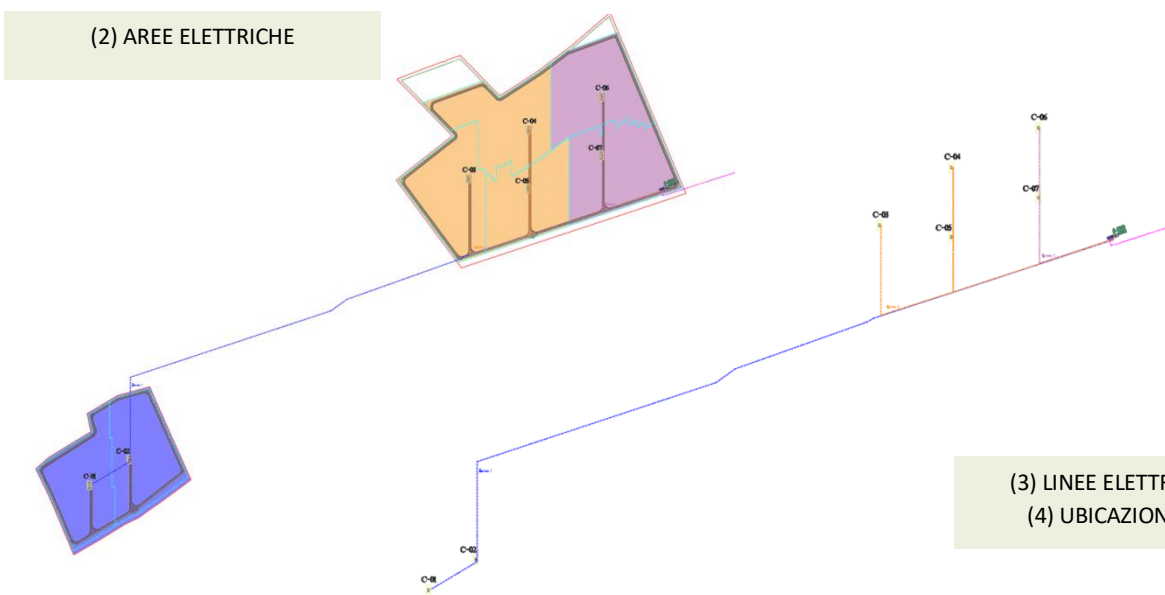 (2) AREE ELETTRICHE
C-06
C-04
C-07
C-03
C-05
C-02
C-01
C-06
C-04
C-07
C-03
C-05
C-02
C-01
(3) LINEE ELETTR
(4) UBICAZION